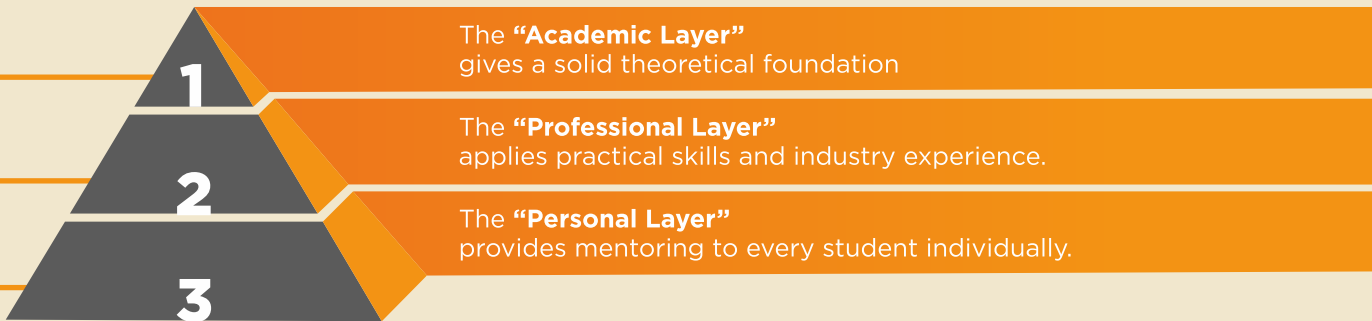 1
The “Academic Layer”
gives a solid theoretical foundation
2
The “Professional Layer”
applies practical skills and industry experience.
3
The “Personal Layer”
provides mentoring to every student individually.